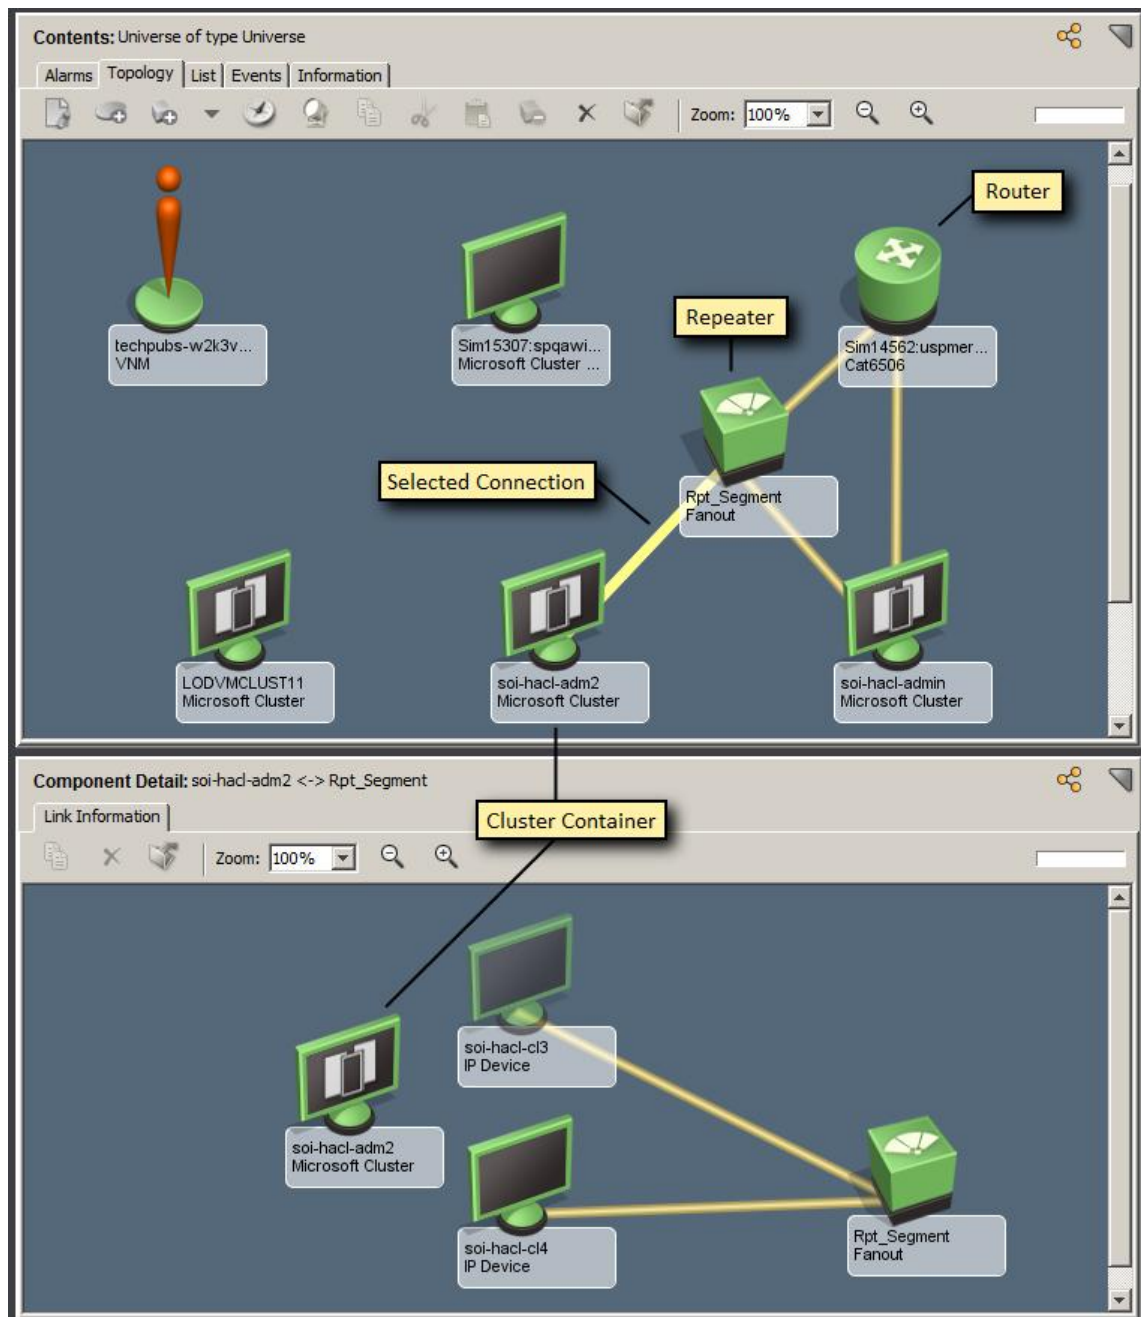 Contents: Universe of type Universe
Alarms Topology List Events Information
Zoom: 100%
Router
Repeater
techpubs-w2k3v...
VNM
Sim15307:spqawi...
Microsoft Cluster ...
Sim14562:uspmer...
Cat6506
Selected Connection
Rpt_Segment
Fanout
LODVMCLUST11
Microsoft Cluster
soi-hacl-adm2
Microsoft Cluster
soi-hacl-admin
Microsoft Cluster
Component Detail: soi-hacl-adm2 <-> Rpt_Segment
Link Information
Cluster Container
Zoom: 100%
soi-hacl-cl3
IP Device
soi-hacl-adm2
Microsoft Cluster
soi-hacl-cl4
IP Device
Rpt_Segment
Fanout